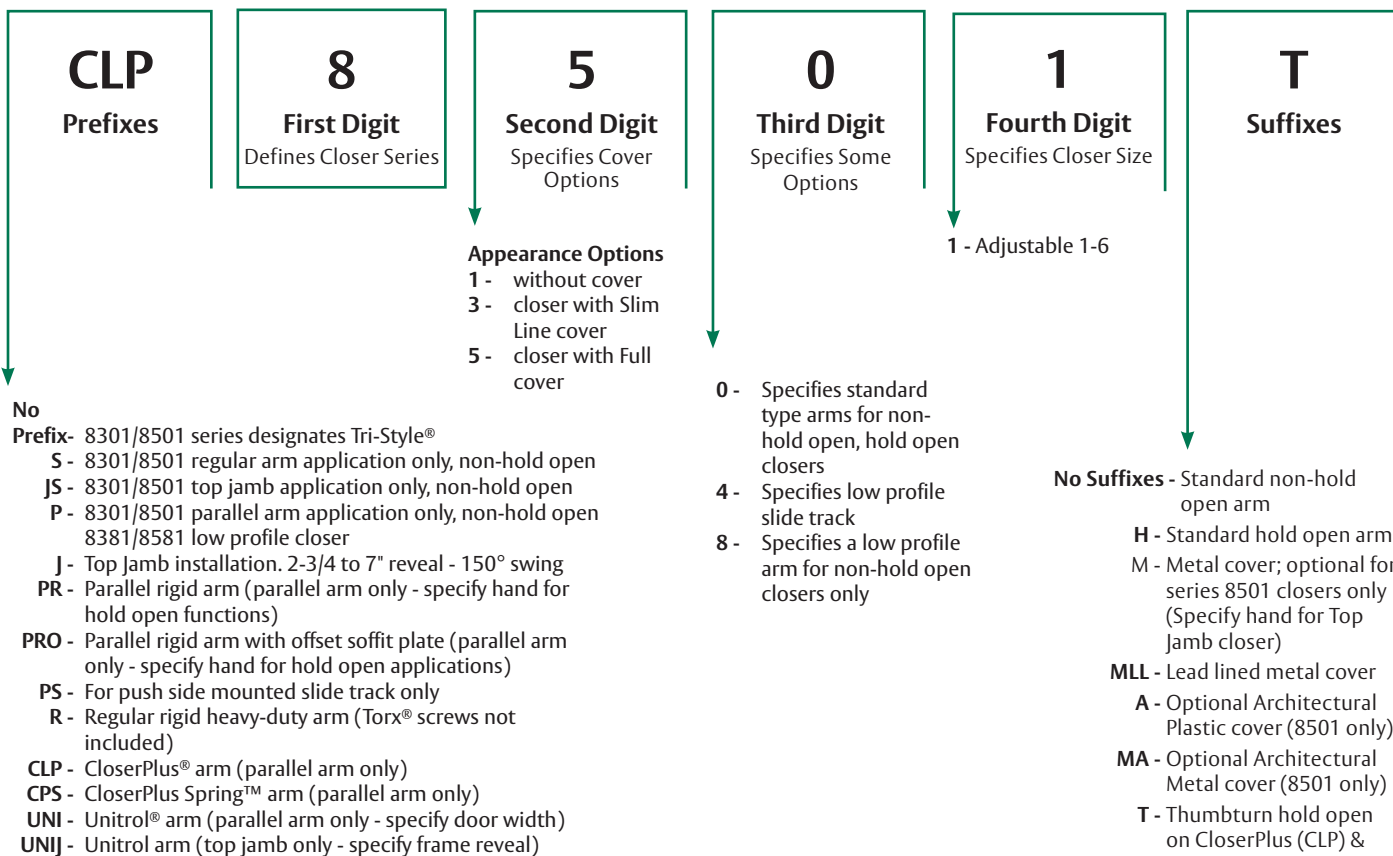 CLP
Prefixes
8
First Digit
Defines Closer Series
5
Second Digit
Specifies Cover
Options
0
Third Digit
Specifies Some
Options
1
Fourth Digit
Specifies Closer Size
T
Suffixes
Appearance Options
1 - without cover
3 - closer with Slim
Line cover
5 - closer with Full
cover
1 - Adjustable 1-6
No
Prefix- 8301/8501 series designates Tri-Style®
S - 8301/8501 regular arm application only, non-hold open
JS - 8301/8501 top jamb application only, non-hold open
P - 8301/8501 parallel arm application only, non-hold open
8381/8581 low profile closer
J - Top Jamb installation. 2-3/4 to 7" reveal - 150° swing
PR - Parallel rigid arm (parallel arm only - specify hand for
hold open functions)
PRO - Parallel rigid arm with offset soffit plate (parallel arm
only - specify hand for hold open applications)
PS - For push side mounted slide track only
R - Regular rigid heavy-duty arm (Torx® screws not
included)
CLP - CloserPlus® arm (parallel arm only)
CPS - CloserPlus Spring™ arm (parallel arm only)
UNI - Unitrol® arm (parallel arm only - specify door width)
UNIJ - Unitrol arm (top jamb only - specify frame reveal)
0 - Specifies standard
type arms for non-
hold open, hold open
closers
4 - Specifies low profile
slide track
8 - Specifies a low profile
arm for non-hold open
closers only
No Suffixes - Standard non-hold
open arm
H - Standard hold open arm
M - Metal cover; optional for
series 8501 closers only
(Specify hand for Top
Jamb closer)
MLL - Lead lined metal cover
A - Optional Architectural
Plastic cover (8501 only)
MA - Optional Architectural
Metal cover (8501 only)
T - Thumbturn hold open
on CloserPlus (CLP) &